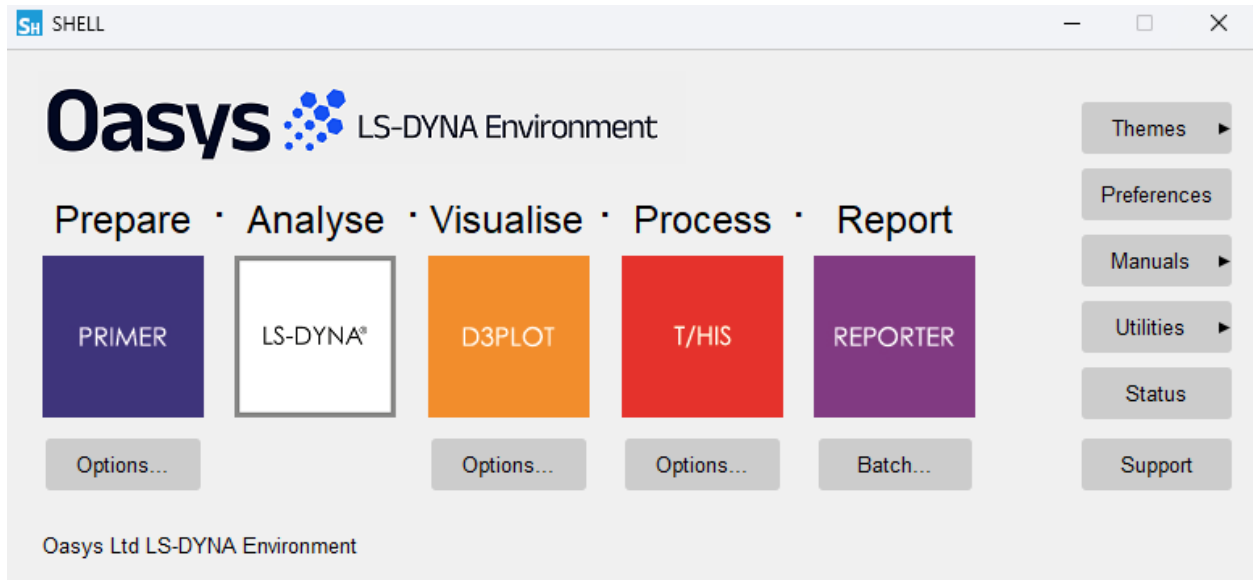 SH SHELL
Oasys LS-DYNA Environment
Themes
Preferences
Prepare · Analyse · Visualise · Process · Report
Manuals
PRIMER LS-DYNA® D3PLOT T/HIS REPORTER
Utilities
Status
Options... Options... Options... Batch... Support
Oasys Ltd LS-DYNA Environment